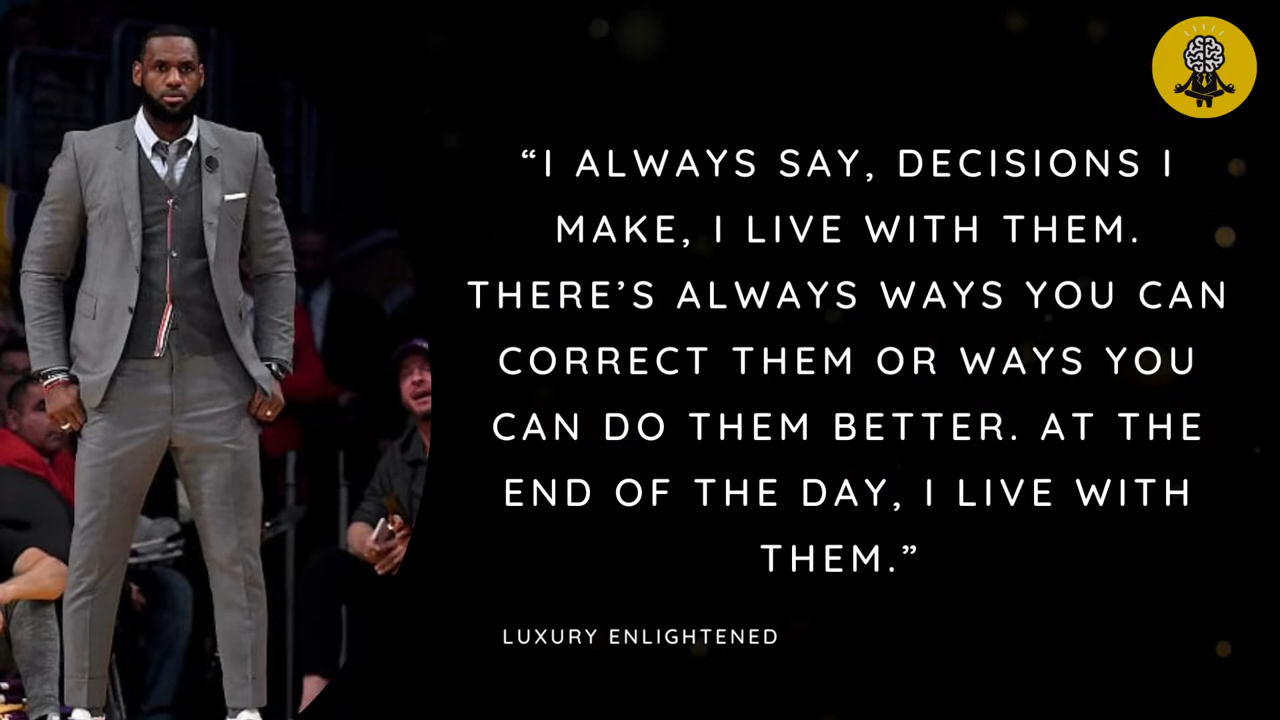 “I ALWAYS SAY, DECISIONS I
MAKE, I LIVE WITH THEM.
THERE’S ALWAYS WAYS YOU CAN
CORRECT THEM OR WAYS YOU
CAN DO THEM BETTER. AT THE
END OF THE DAY, I LIVE WITH
THEM.”
LUXURY ENLIGHTENED